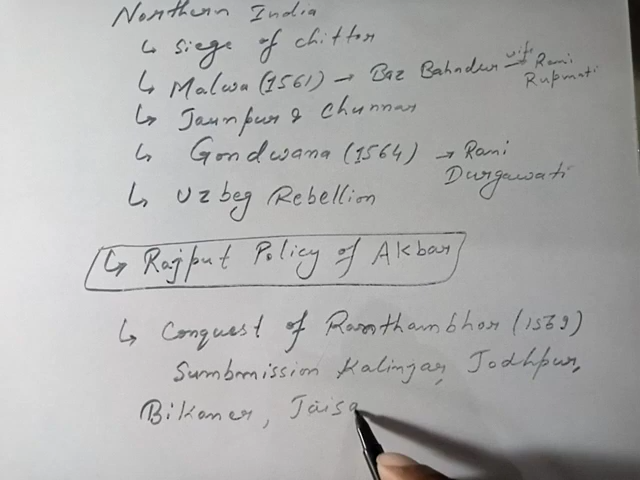 Northern India
↳ Siege of chittor
↳ Malwa (1561) → Baz Bahadur wife → Rani Rupmati
↳ Jaunpur & Chunnar
↳ Gondwana (1564) → Rani Durgawati
↳ Uzbeg Rebellion
↳ Rajput Policy of Akbar
↳ Conquest of Ranthambhor (1569)
Sumbmission Kalinjar, Jodhpur,
Bikaner, Jaisa